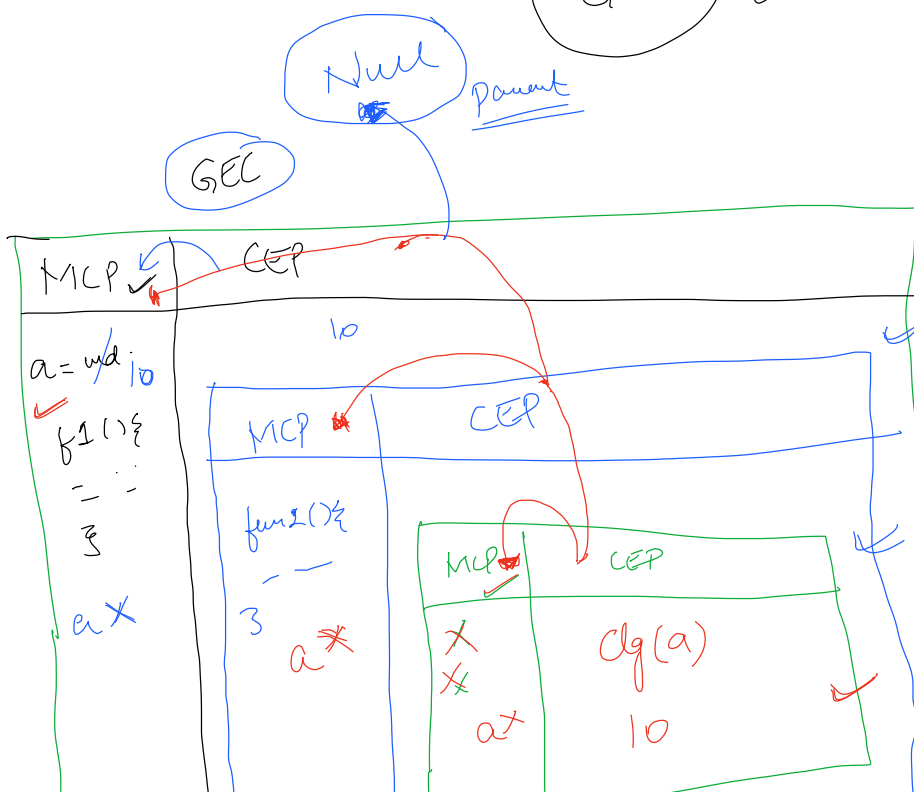 Null
Parent
GEC
MCP CEP
10
a = und 10
f1(){
}
a
MCP CEP
fun2(){
}
a
MCP CEP
clg(a)
a
10